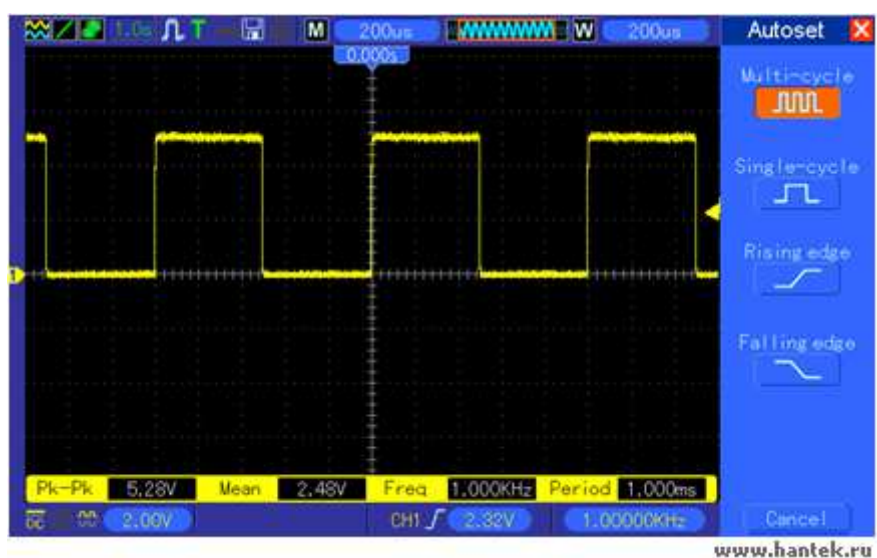 1.0s T M 200us W 200us Autoset
0.000s
Multi-cycle
Single-cycle
Rising edge
1
Falling edge
Pk-Pk 5.28V Mean 2.48V Freq 1.000KHz Period 1.000ms
DC 2.00V CH1 2.32V 1.00000KHz Cancel
www.hantek.ru